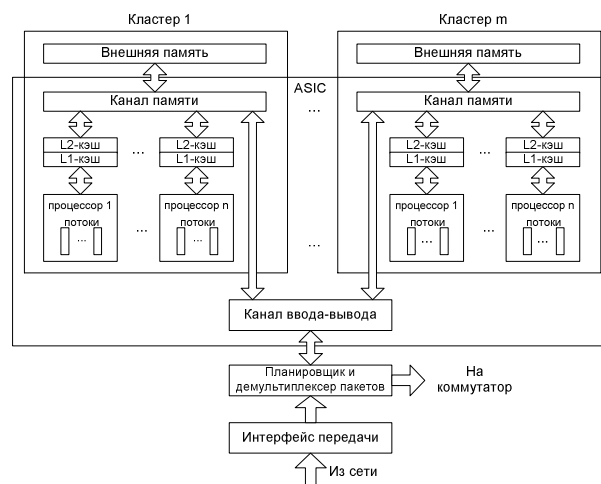 Кластер 1
Кластер m
Внешняя память
Внешняя память
ASIC
Канал памяти
...
Канал памяти
L2-кэш
...
L2-кэш
L2-кэш
...
L2-кэш
L1-кэш
L1-кэш
L1-кэш
L1-кэш
процессор 1
процессор n
процессор 1
процессор n
потоки
...
потоки
потоки
...
потоки
...
...
...
...
...
Канал ввода-вывода
Планировщик и
демультиплексер пакетов
На
коммутатор
Интерфейс передачи
Из сети